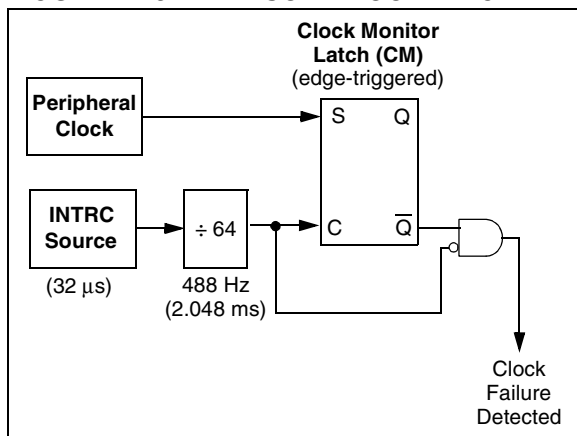 Clock Monitor
Latch (CM)
(edge-triggered)
Peripheral
Clock
S Q
INTRC
Source
÷ 64
C Q̅
(32 μs)
488 Hz
(2.048 ms)
Clock
Failure
Detected